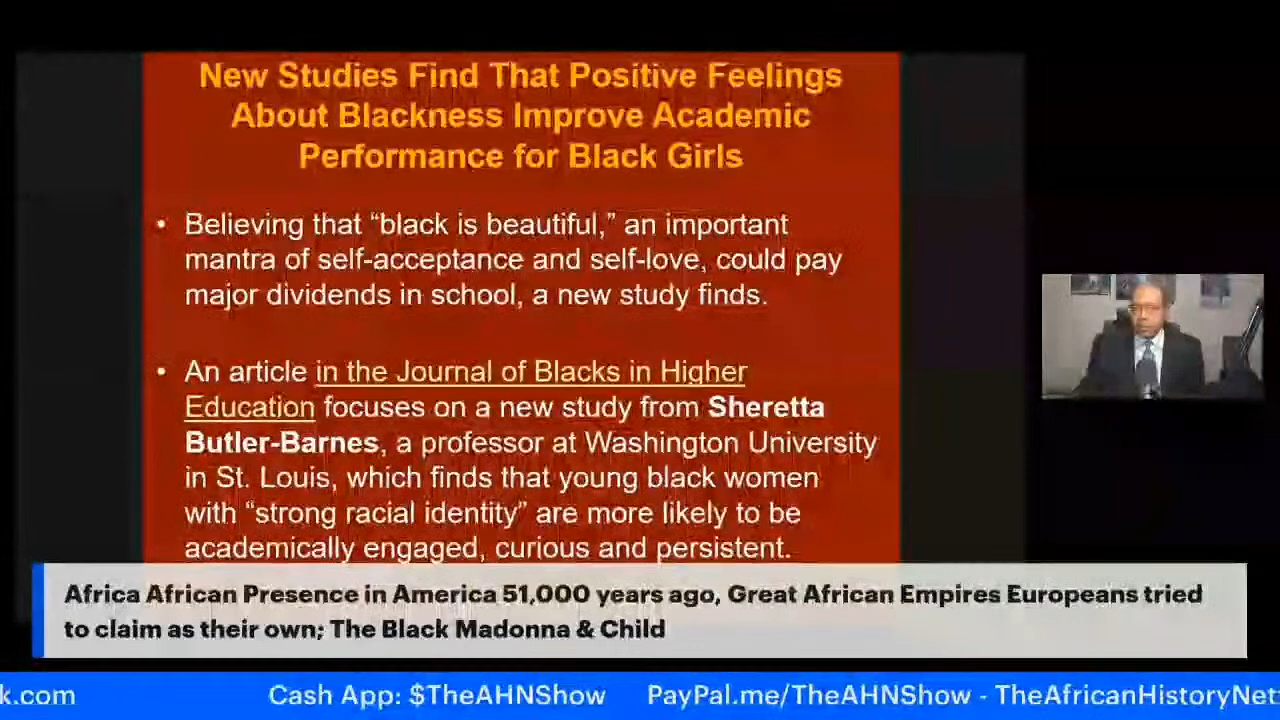 New Studies Find That Positive Feelings
About Blackness Improve Academic
Performance for Black Girls
• Believing that “black is beautiful,” an important
mantra of self-acceptance and self-love, could pay
major dividends in school, a new study finds.
• An article in the Journal of Blacks in Higher
Education focuses on a new study from Sheretta
Butler-Barnes, a professor at Washington University
in St. Louis, which finds that young black women
with “strong racial identity” are more likely to be
academically engaged, curious and persistent.
Africa African Presence in America 51,000 years ago, Great African Empires Europeans tried
to claim as their own; The Black Madonna & Child
k.com Cash App: $TheAHNShow PayPal.me/TheAHNShow - TheAfricanHistoryNet